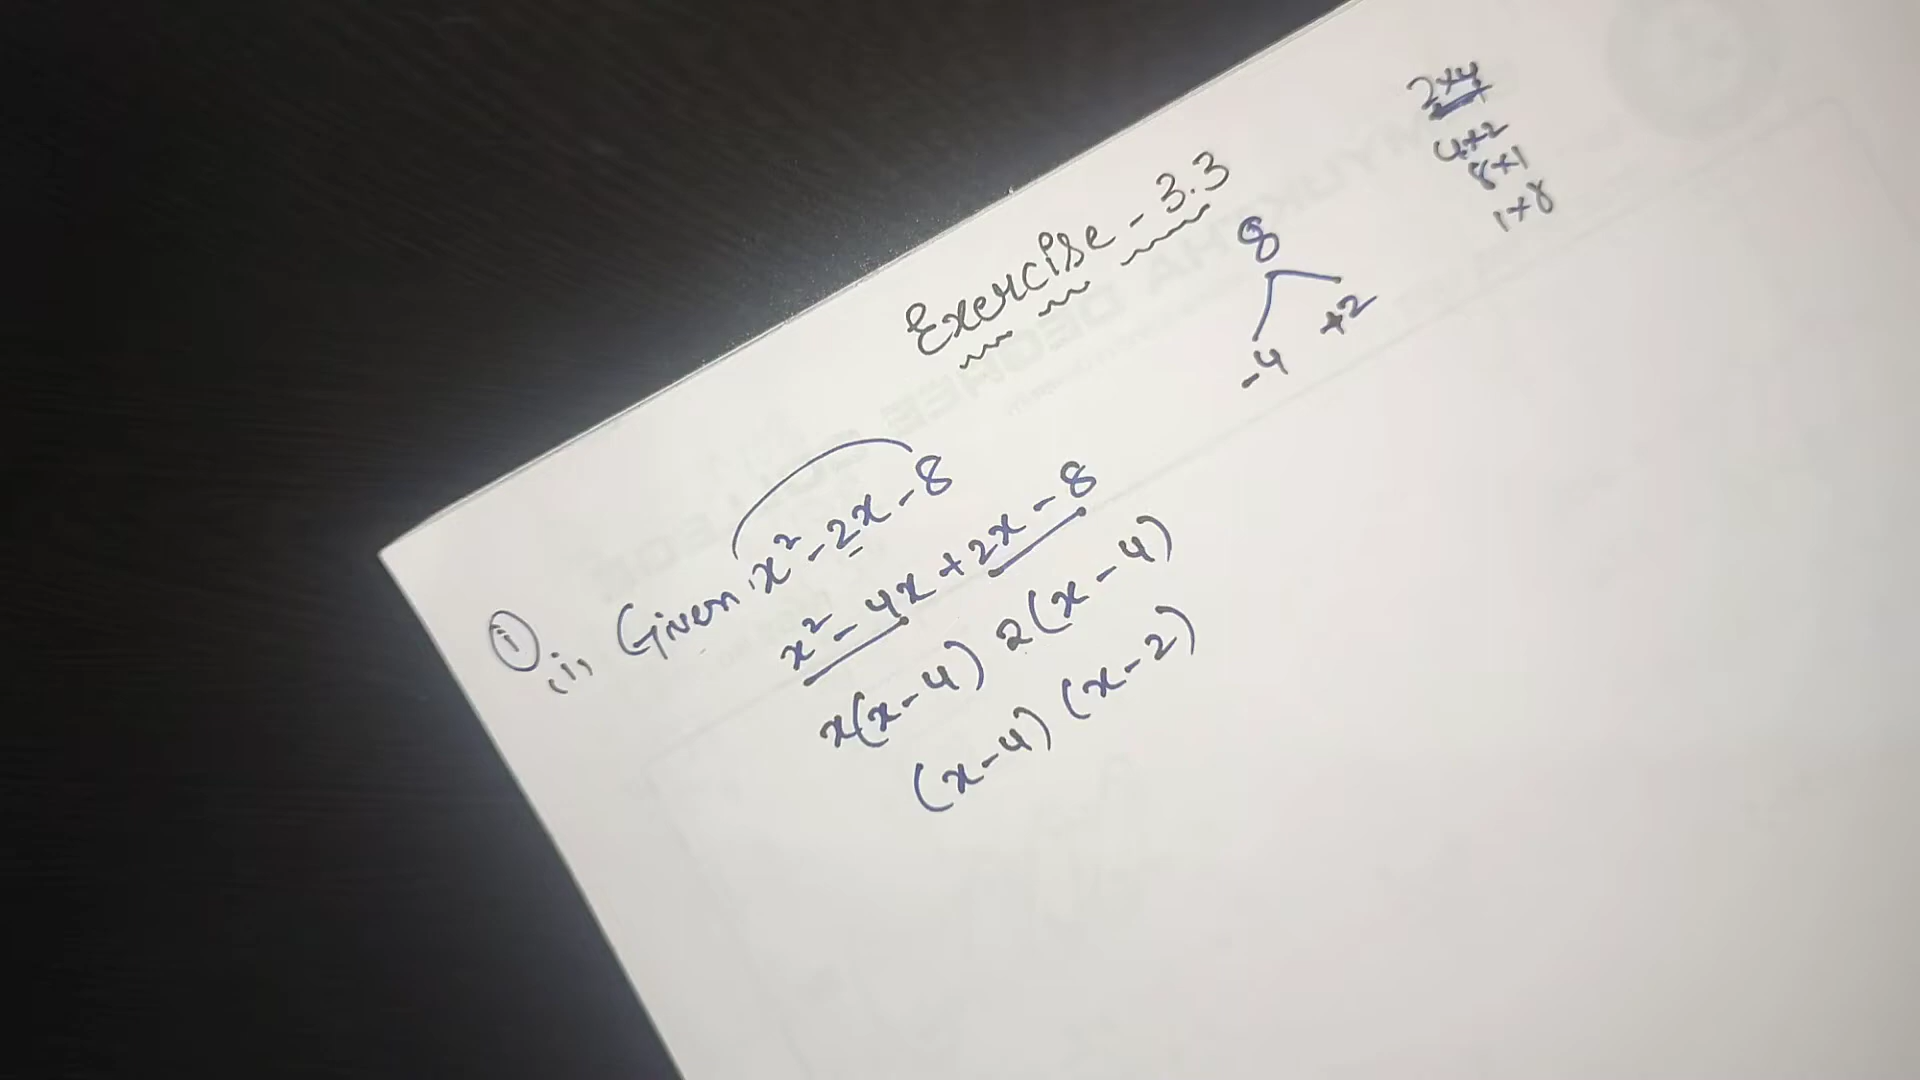 Exercise - 3.3
2×4
4×2
8×1
1×8
8
-4 +2
① (i) Given x² - 2x - 8
x² - 4x + 2x - 8
x(x - 4) 2(x - 4)
(x - 4) (x - 2)